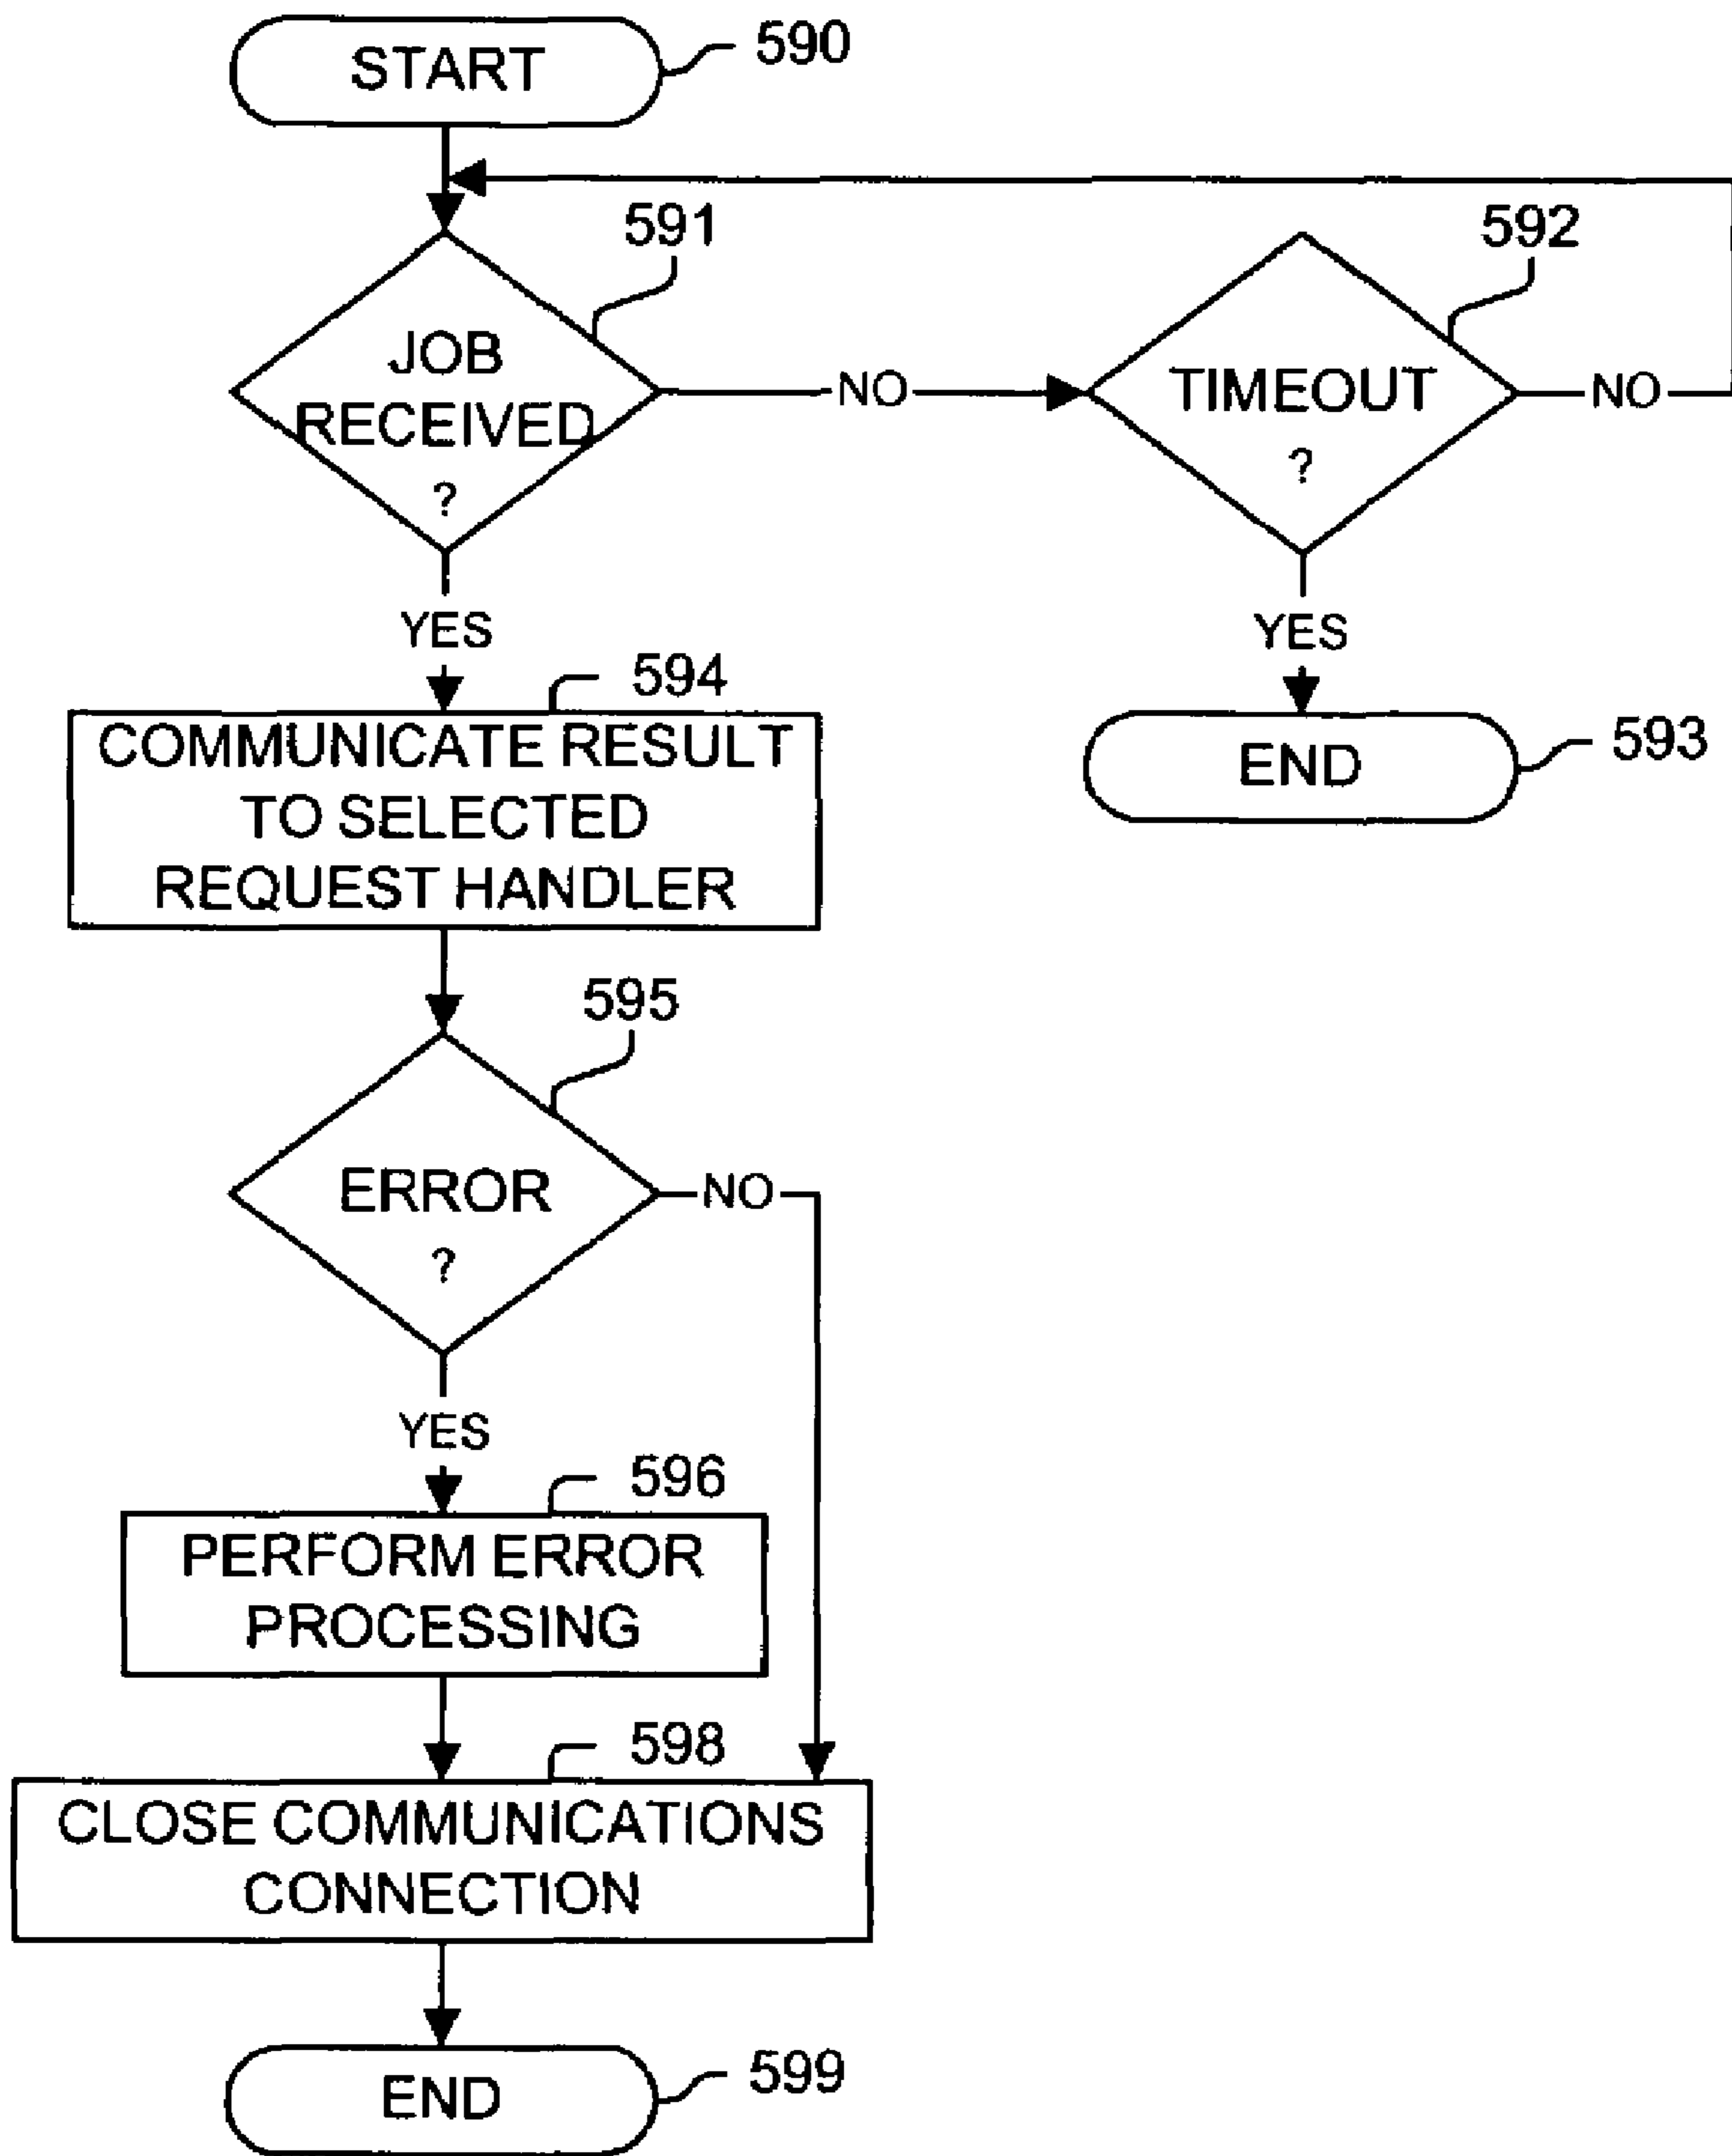 START
590
591
592
JOB
RECEIVED
?
NO
TIMEOUT
?
NO
YES
YES
594
COMMUNICATE RESULT
TO SELECTED
REQUEST HANDLER
END
593
595
ERROR
?
NO
YES
596
PERFORM ERROR
PROCESSING
598
CLOSE COMMUNICATIONS
CONNECTION
END
599